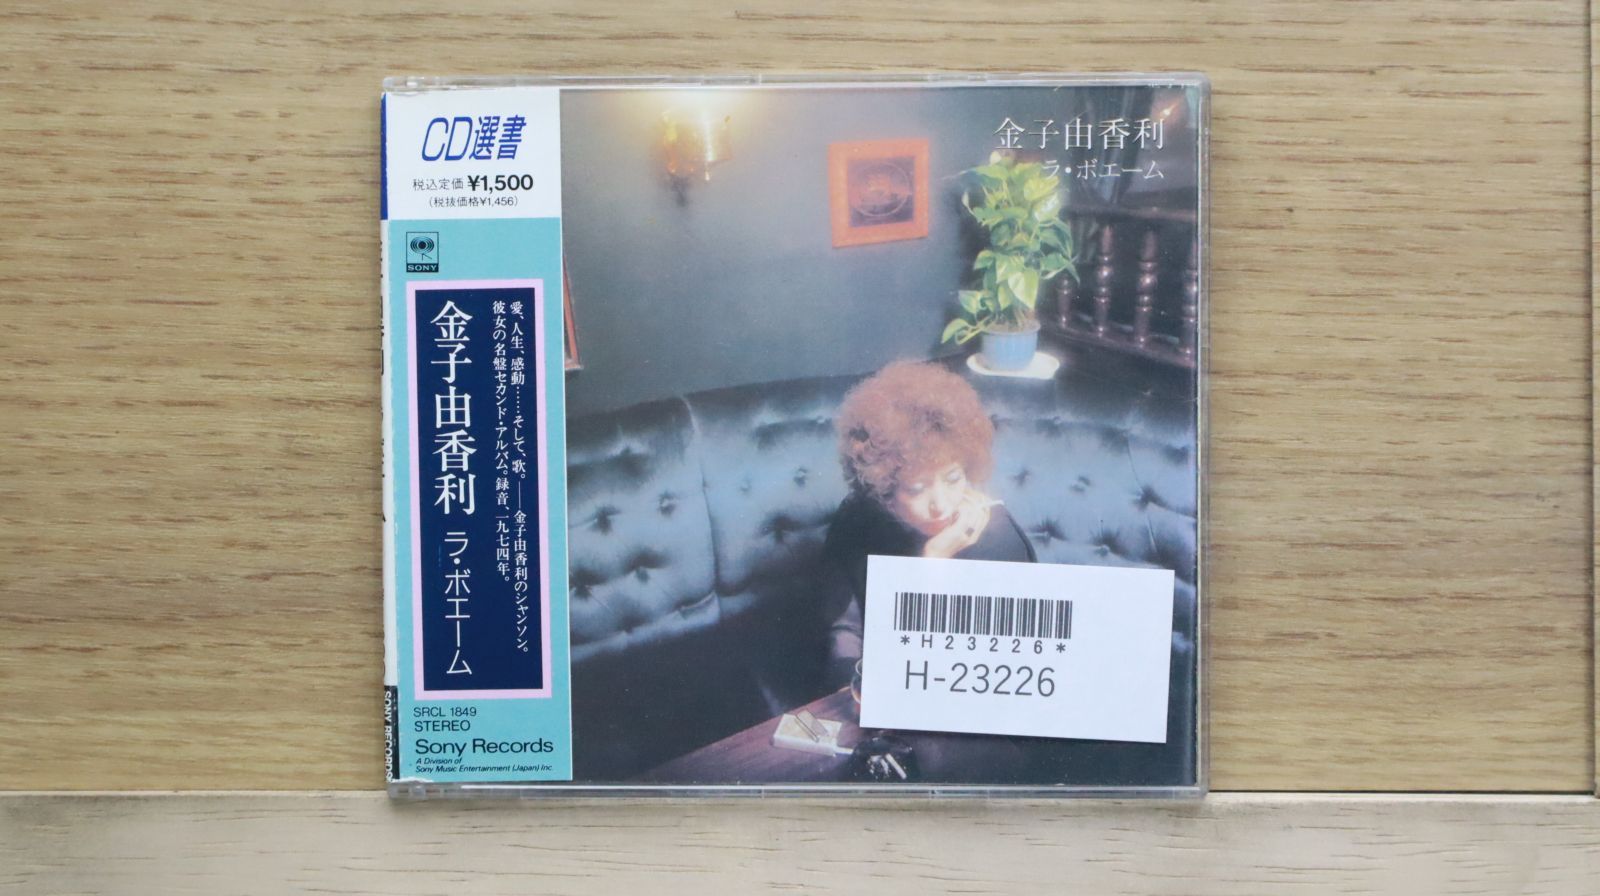 CD選書
税込定価¥1,500
(税抜価格¥1,456)
SONY
愛、人生、感動……そして、歌。——金子由香利のシャンソン。
彼女の名盤セカンド・アルバム。録音、一九七四年。
金子由香利 ラ・ボエーム
SRCL 1849
STEREO
Sony Records
A Division of
Sony Music Entertainment (Japan) Inc.
SONY RECORDS
金子由香利
ラ・ボエーム
*H23226*
H-23226